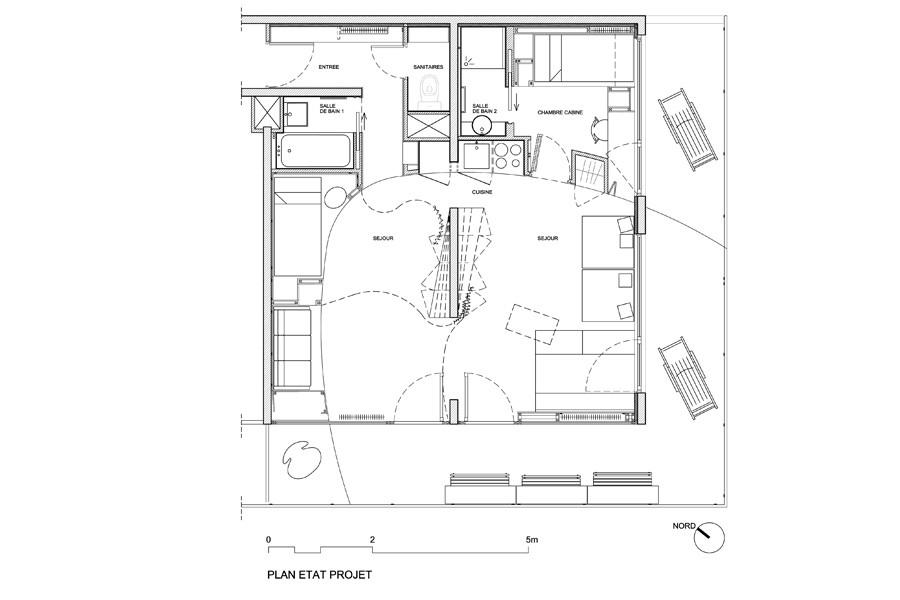 ENTREE
SANITAIRES
SALLE
DE BAIN 1
SALLE
DE BAIN 2
CHAMBRE CABINE
CUISINE
SEJOUR
SEJOUR
NORD
0 2 5m
PLAN ETAT PROJET